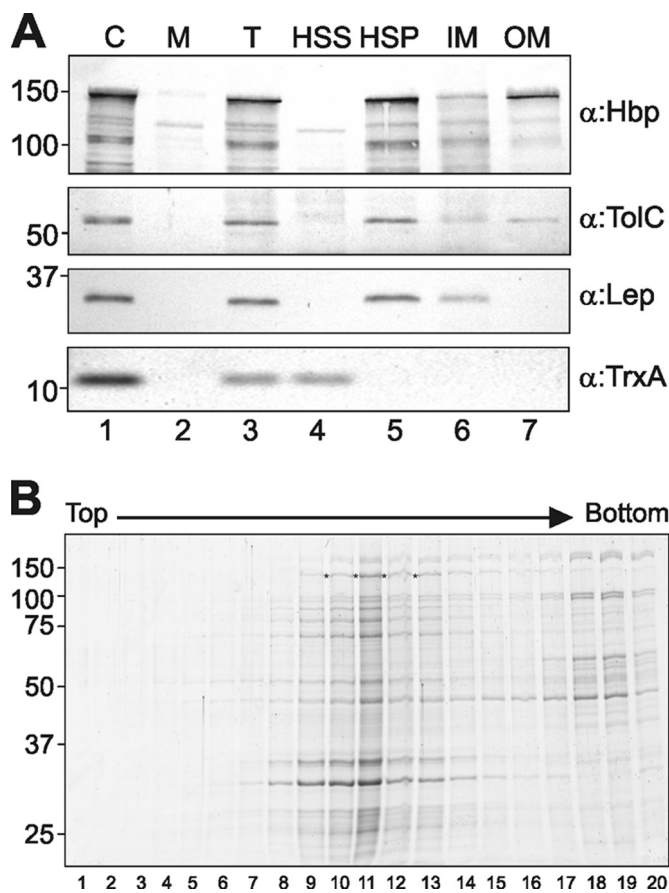 A
C M T HSS HSP IM OM
150
100
α:Hbp
50
α:TolC
37
α:Lep
10
α:TrxA
1 2 3 4 5 6 7
B
Top Bottom
150
100
75
50
37
25
1 2 3 4 5 6 7 8 9 10 11 12 13 14 15 16 17 18 19 20